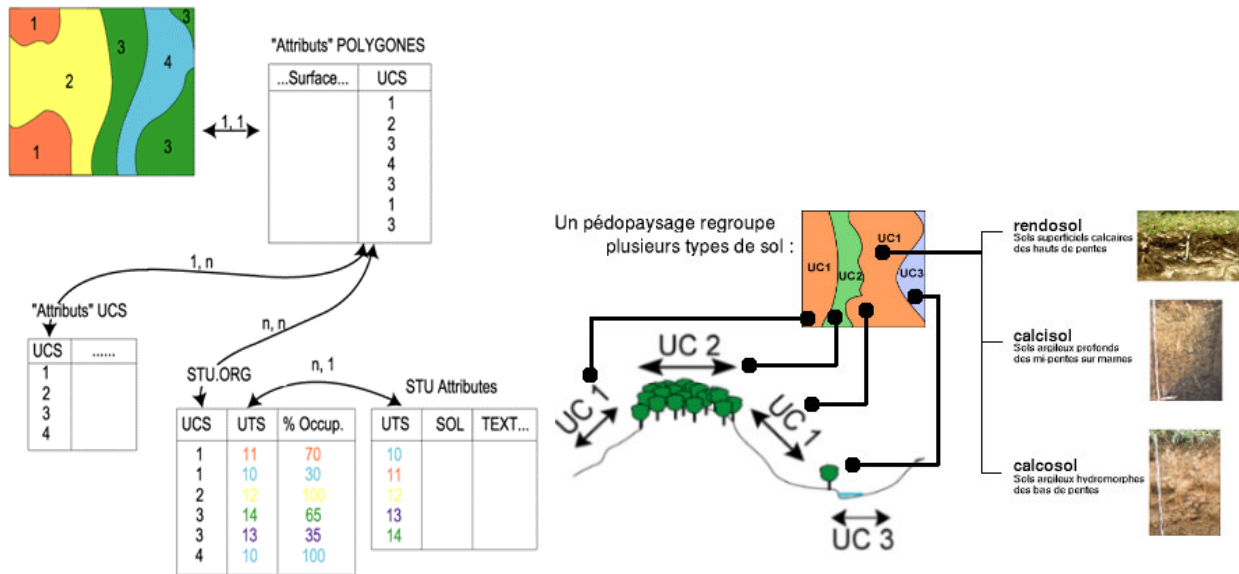 1
3
3
4
2
1
3
"Attributs" POLYGONES
...Surface... UCS
1
2
3
4
3
1
3
1, 1
1, n
n, n
"Attributs" UCS
UCS ......
1
2
3
4
STU.ORG
n, 1
STU Attributes
UCS UTS % Occup.
1 11 70
1 10 30
2 12 100
3 14 65
3 13 35
4 10 100
UTS SOL TEXT...
10
11
12
13
14
Un pédopaysage regroupe
plusieurs types de sol :
UC1
UC1
UC2
UC3
UC 1
UC 2
UC 1
UC 3
rendosol
Sols superficiels calcaires
des hauts de pentes
calcisol
Sols argileux profonds
des mi-pentes sur marnes
calcosol
Sols argileux hydromorphes
des bas de pentes